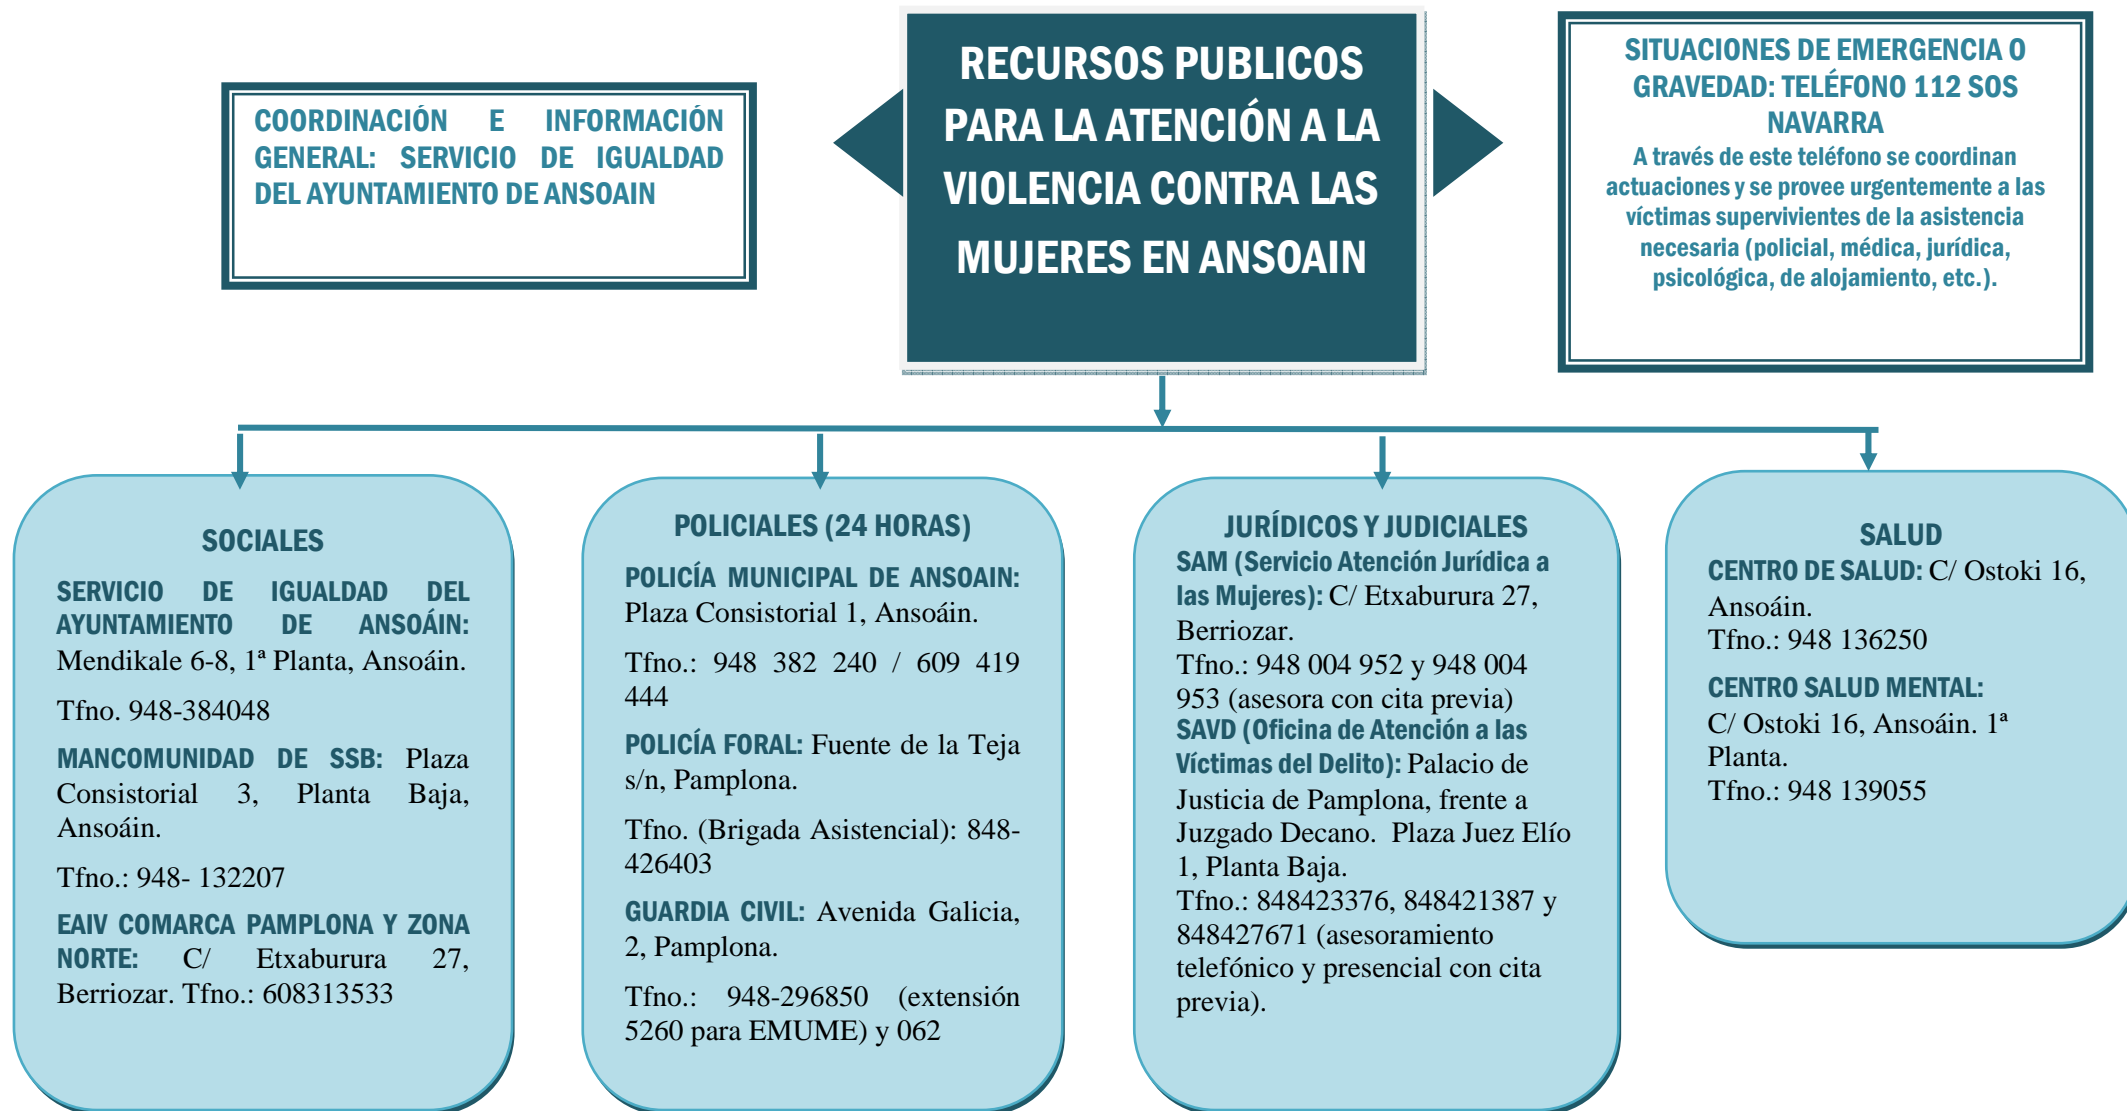 COORDINACIÓN E INFORMACIÓN
GENERAL: SERVICIO DE IGUALDAD
DEL AYUNTAMIENTO DE ANSOAIN
RECURSOS PUBLICOS
PARA LA ATENCIÓN A LA
VIOLENCIA CONTRA LAS
MUJERES EN ANSOAIN
SITUACIONES DE EMERGENCIA O
GRAVEDAD: TELÉFONO 112 SOS
NAVARRA
A través de este teléfono se coordinan
actuaciones y se provee urgentemente a las
víctimas supervivientes de la asistencia
necesaria (policial, médica, jurídica,
psicológica, de alojamiento, etc.).
SOCIALES
SERVICIO DE IGUALDAD DEL
AYUNTAMIENTO DE ANSOÁIN:
Mendikale 6-8, 1ª Planta, Ansoáin.
Tfno. 948-384048
MANCOMUNIDAD DE SSB: Plaza
Consistorial 3, Planta Baja,
Ansoáin.
Tfno.: 948- 132207
EAIV COMARCA PAMPLONA Y ZONA
NORTE: C/ Etxaburura 27,
Berriozar. Tfno.: 608313533
POLICIALES (24 HORAS)
POLICÍA MUNICIPAL DE ANSOAIN:
Plaza Consistorial 1, Ansoáin.
Tfno.: 948 382 240 / 609 419
444
POLICÍA FORAL: Fuente de la Teja
s/n, Pamplona.
Tfno. (Brigada Asistencial): 848-
426403
GUARDIA CIVIL: Avenida Galicia,
2, Pamplona.
Tfno.: 948-296850 (extensión
5260 para EMUME) y 062
JURÍDICOS Y JUDICIALES
SAM (Servicio Atención Jurídica a
las Mujeres): C/ Etxaburura 27,
Berriozar.
Tfno.: 948 004 952 y 948 004
953 (asesora con cita previa)
SAVD (Oficina de Atención a las
Víctimas del Delito): Palacio de
Justicia de Pamplona, frente a
Juzgado Decano. Plaza Juez Elío
1, Planta Baja.
Tfno.: 848423376, 848421387 y
848427671 (asesoramiento
telefónico y presencial con cita
previa).
SALUD
CENTRO DE SALUD: C/ Ostoki 16,
Ansoáin.
Tfno.: 948 136250
CENTRO SALUD MENTAL:
C/ Ostoki 16, Ansoáin. 1ª
Planta.
Tfno.: 948 139055